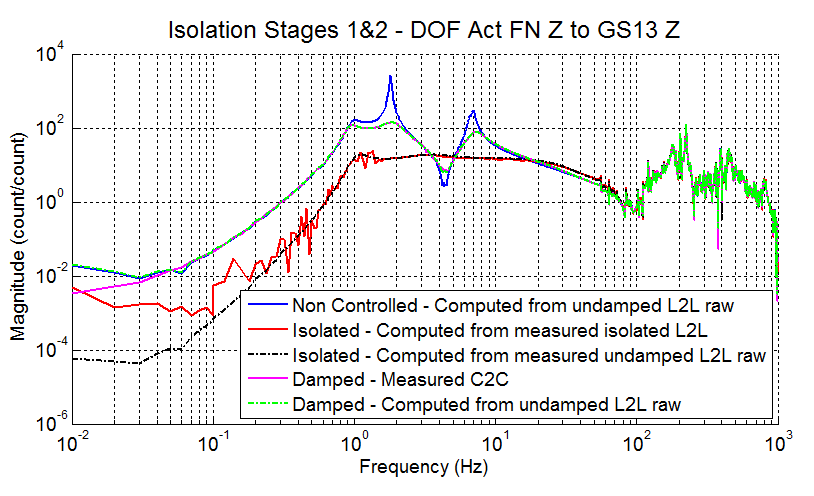 Isolation Stages 1&2 - DOF Act FN Z to GS13 Z
Magnitude (count/count)
10^4
10^2
10^0
10^-2
10^-4
10^-6
Non Controlled - Computed from undamped L2L raw
Isolated - Computed from measured isolated L2L
Isolated - Computed from measured undamped L2L raw
Damped - Measured C2C
Damped - Computed from undamped L2L raw
10^-2 10^-1 10^0 10^1 10^2 10^3
Frequency (Hz)